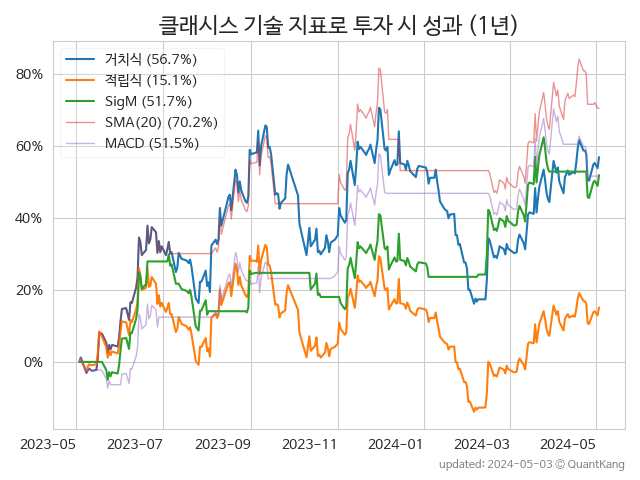 클래시스 기술 지표로 투자 시 성과 (1년)
거치식 (56.7%)
적립식 (15.1%)
SigM (51.7%)
SMA(20) (70.2%)
MACD (51.5%)
80%
60%
40%
20%
0%
2023-05 2023-07 2023-09 2023-11 2024-01 2024-03 2024-05
updated: 2024-05-03 © QuantKang